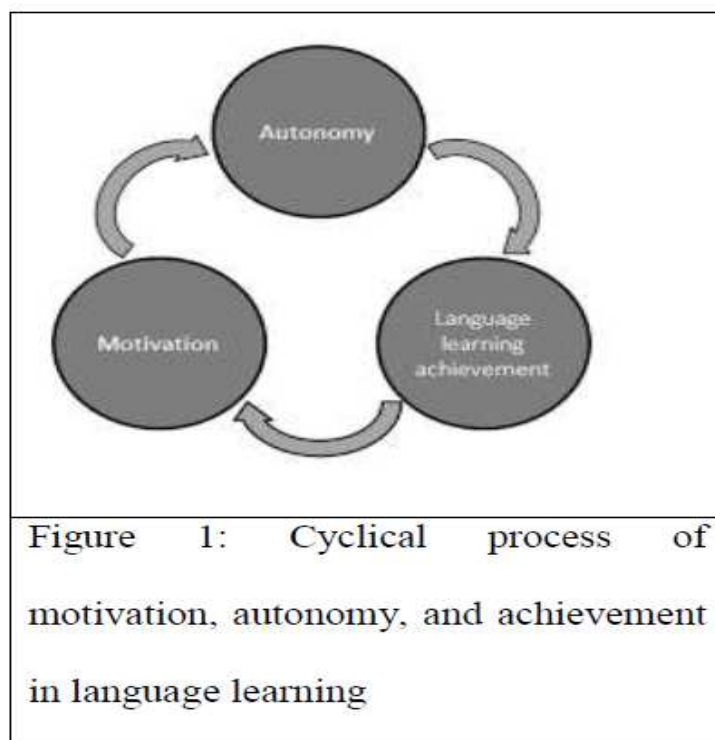 Autonomy
Motivation
Language
learning
achievement
Figure 1: Cyclical process of
motivation, autonomy, and achievement
in language learning